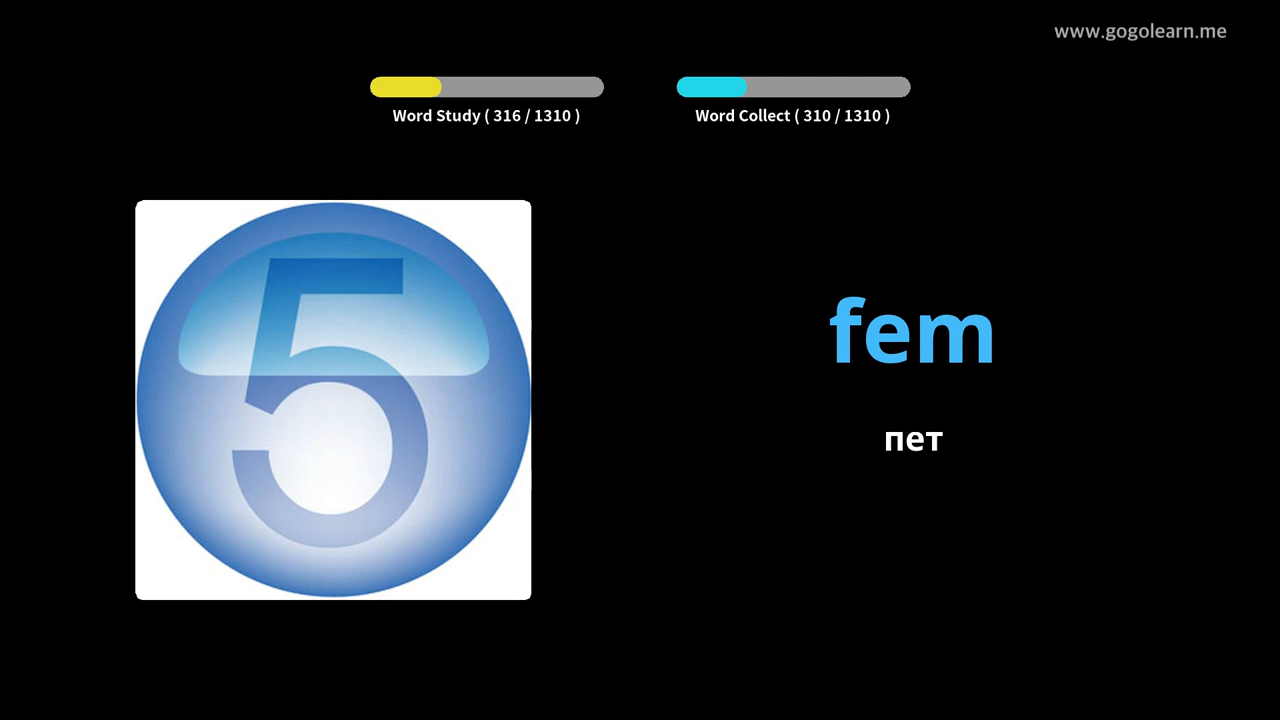 www.gogolearn.me
Word Study ( 316 / 1310 )
Word Collect ( 310 / 1310 )
5
fem
пет